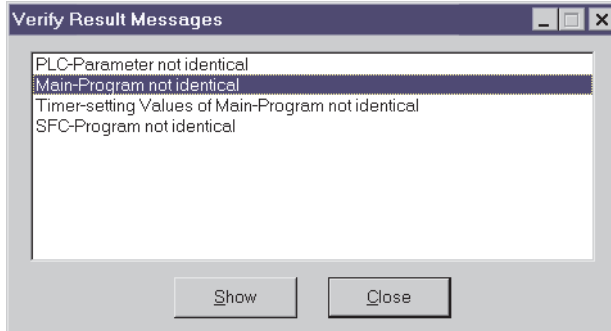 Verify Result Messages
PLC-Parameter not identical
Main-Program not identical
Timer-setting Values of Main-Program not identical
SFC-Program not identical
Show
Close